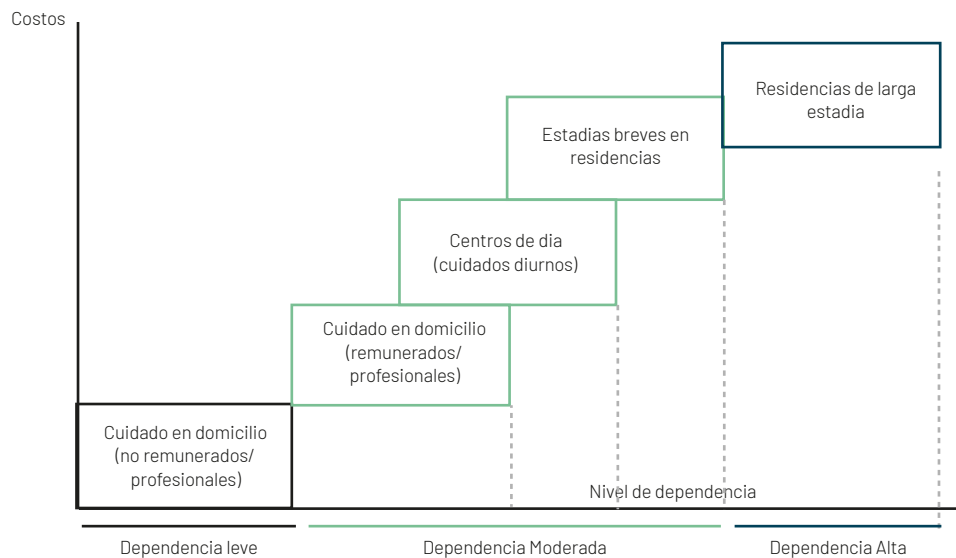 Costos
Residencias de larga
estadia
Estadias breves en
residencias
Centros de dia
(cuidados diurnos)
Cuidado en domicilio
(remunerados/
profesionales)
Cuidado en domicilio
(no remunerados/
profesionales)
Nivel de dependencia
Dependencia leve
Dependencia Moderada
Dependencia Alta